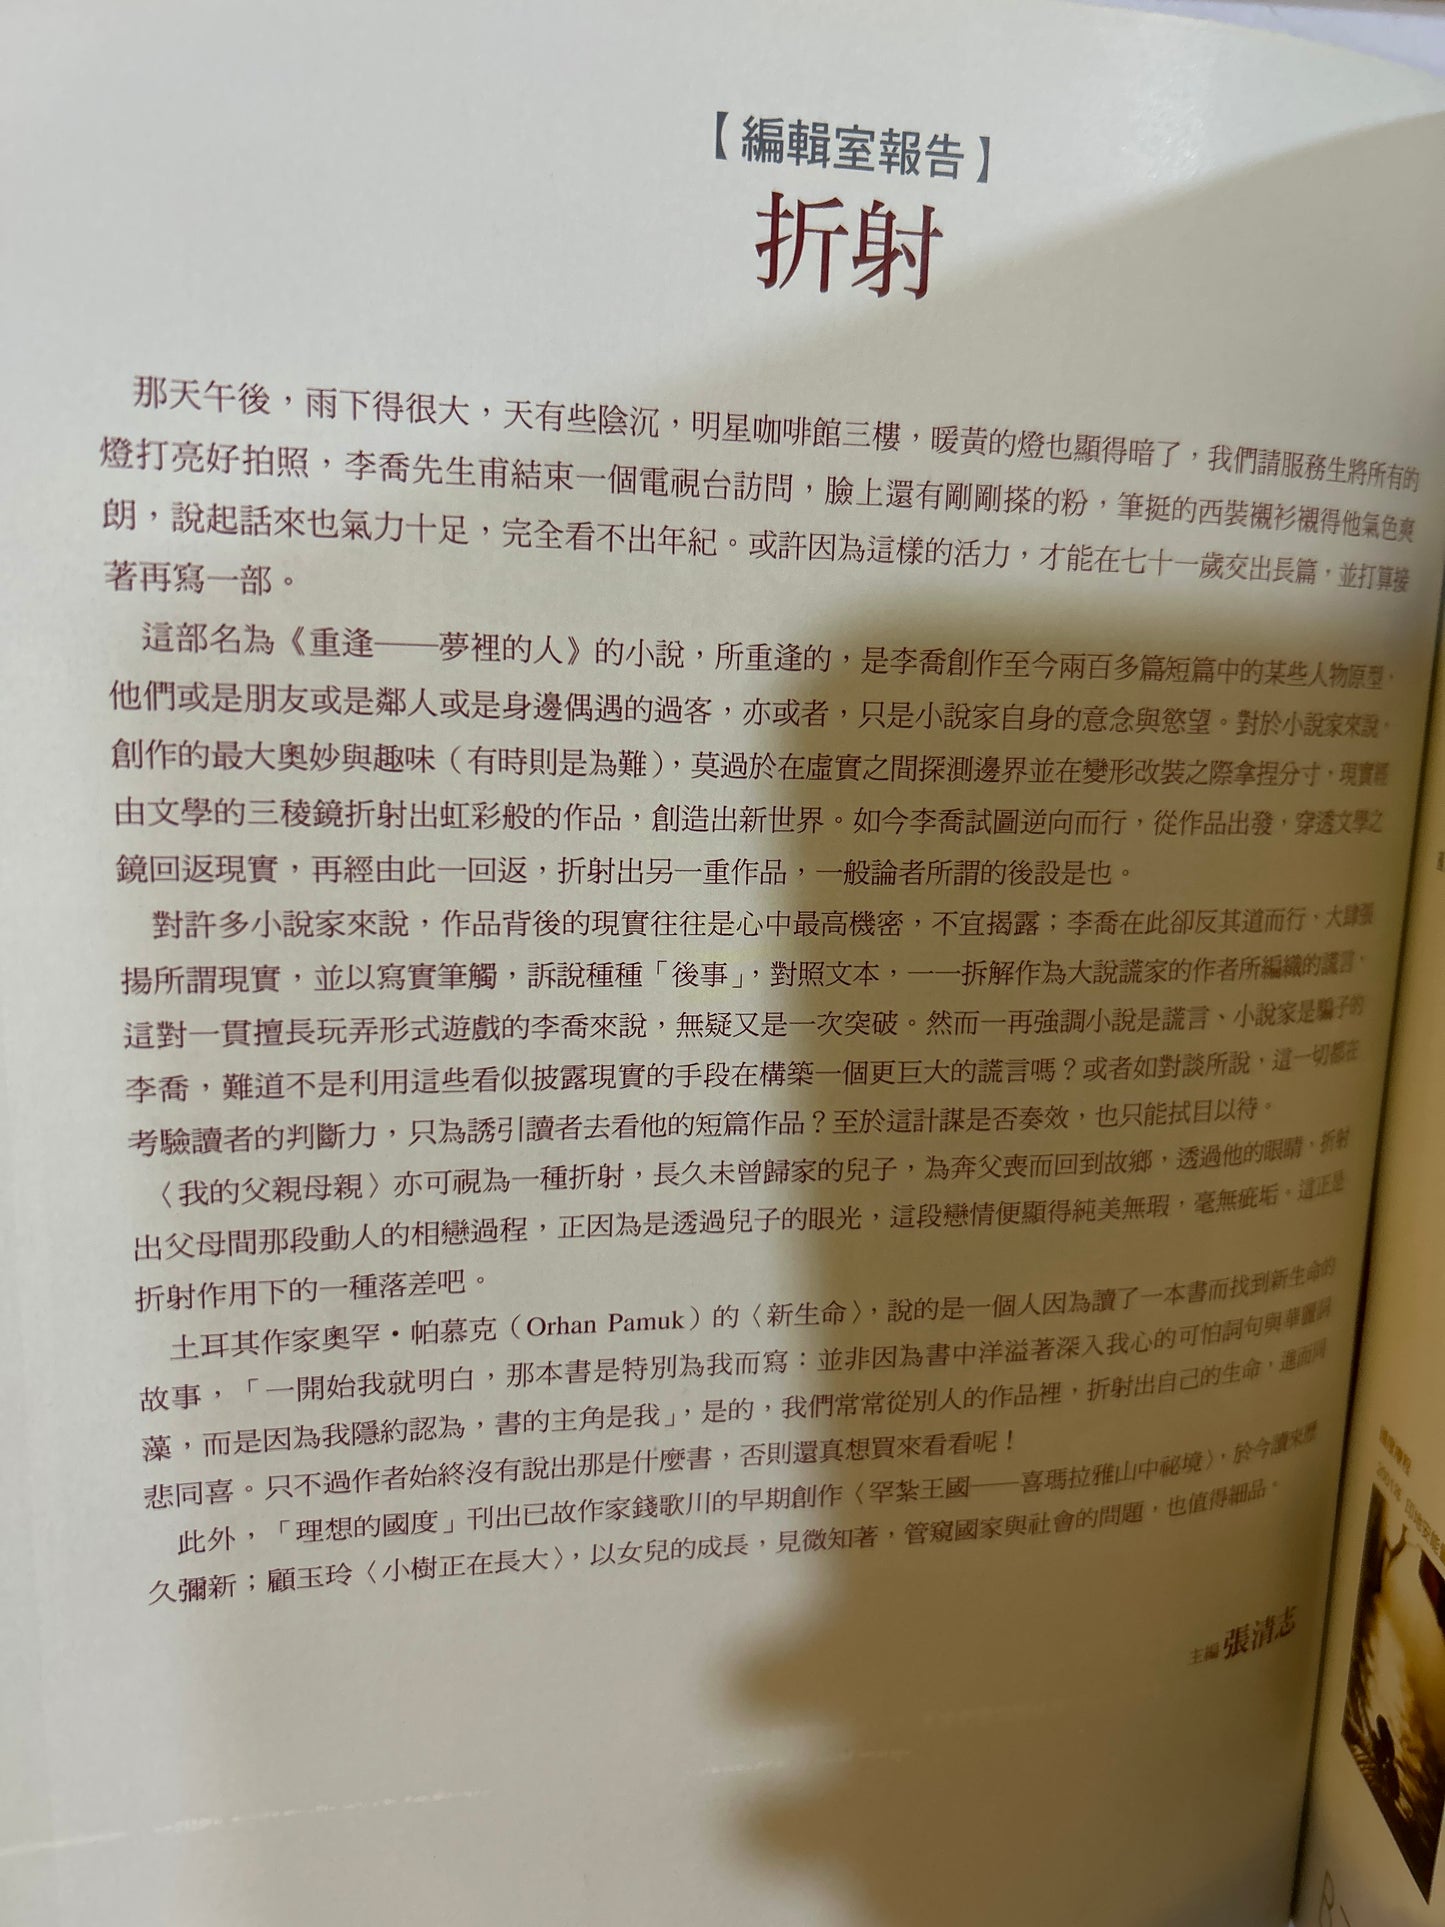 【編輯室報告】
折射
那天午後，雨下得很大，天有些陰沉，明星咖啡館三樓，暖黃的燈也顯得暗了，我們請服務生將所有的
燈打亮好拍照，李喬先生甫結束一個電視台訪問，臉上還有剛剛搽的粉，筆挺的西裝襯衫襯得他氣色爽
朗，說起話來也氣力十足，完全看不出年紀。或許因為這樣的活力，才能在七十一歲交出長篇，並打算接
著再寫一部。
這部名為《重逢——夢裡的人》的小說，所重逢的，是李喬創作至今兩百多篇短篇中的某些人物原型，
他們或是朋友或是鄰人或是身邊偶遇的過客，亦或者，只是小說家自身的意念與慾望。對於小說家來說，
創作的最大奧妙與趣味（有時則是為難），莫過於在虛實之間探測邊界並在變形改裝之際拿捏分寸，現實經
由文學的三稜鏡折射出虹彩般的作品，創造出新世界。如今李喬試圖逆向而行，從作品出發，穿透文學之
鏡回返現實，再經由此一回返，折射出另一重作品，一般論者所謂的後設是也。
對許多小說家來說，作品背後的現實往往是心中最高機密，不宜揭露；李喬在此卻反其道而行，大肆張
揚所謂現實，並以寫實筆觸，訴說種種「後事」，對照文本，一一拆解作為大說謊家的作者所編織的謊言，
這對一貫擅長玩弄形式遊戲的李喬來說，無疑又是一次突破。然而一再強調小說是謊言、小說家是騙子的
李喬，難道不是利用這些看似披露現實的手段在構築一個更巨大的謊言嗎？或者如對談所說，這一切都在
考驗讀者的判斷力，只為誘引讀者去看他的短篇作品？至於這計謀是否奏效，也只能拭目以待。
〈我的父親母親〉亦可視為一種折射，長久未曾歸家的兒子，為奔父喪而回到故鄉，透過他的眼睛，折射
出父母間那段動人的相戀過程，正因為是透過兒子的眼光，這段戀情便顯得純美無瑕，毫無疵垢。這正是
折射作用下的一種落差吧。
土耳其作家奧罕・帕慕克（Orhan Pamuk）的〈新生命〉，說的是一個人因為讀了一本書而找到新生命的
故事，「一開始我就明白，那本書是特別為我而寫：並非因為書中洋溢著深入我心的可怕詞句與華麗詞
藻，而是因為我隱約認為，書的主角是我」，是的，我們常常從別人的作品裡，折射出自己的生命，進而同
悲同喜。只不過作者始終沒有說出那是什麼書，否則還真想買來看看呢！
此外，「理想的國度」刊出已故作家錢歌川的早期創作〈罕紮王國——喜瑪拉雅山中祕境〉，於今讀來歷
久彌新；顧玉玲〈小樹正在長大〉，以女兒的成長，見微知著，管窺國家與社會的問題，也值得細品。
主編 張清志